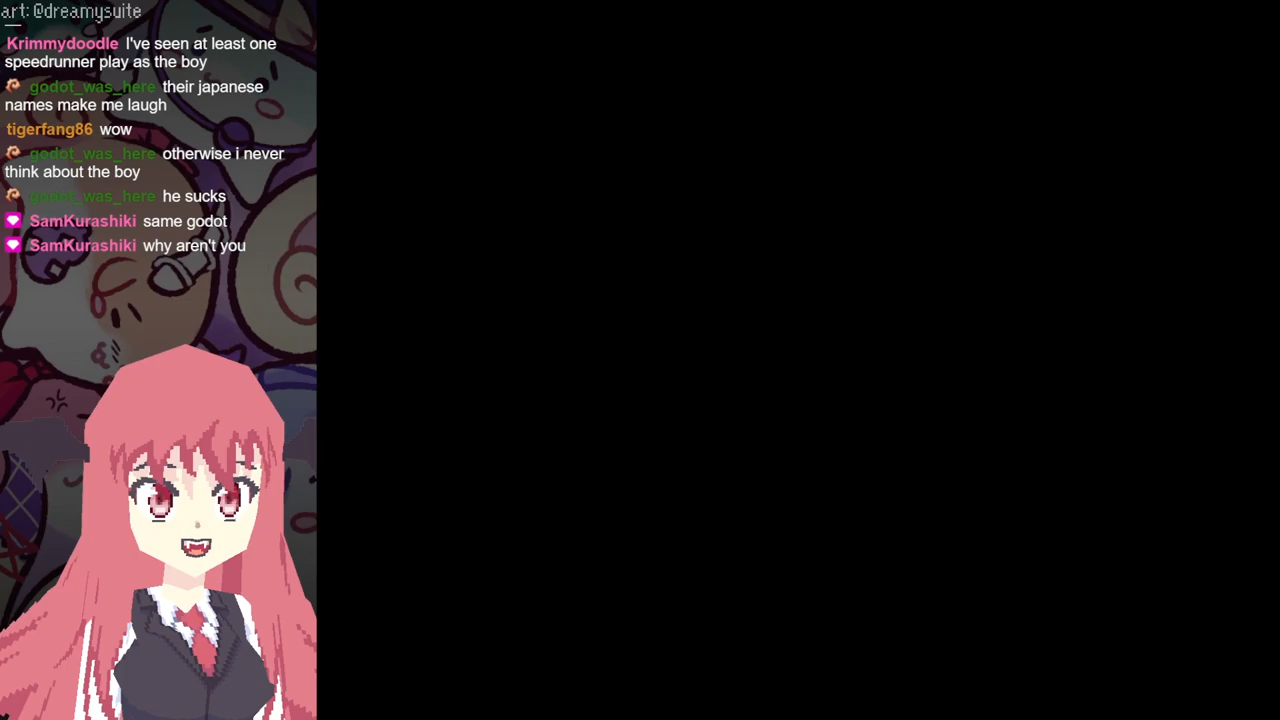 art: @dreamysuite
Krimmydoodle I've seen at least one
speedrunner play as the boy
godot_was_here their japanese
names make me laugh
tigerfang86 wow
godot_was_here otherwise i never
think about the boy
godot_was_here he sucks
SamKurashiki same godot
SamKurashiki why aren't you